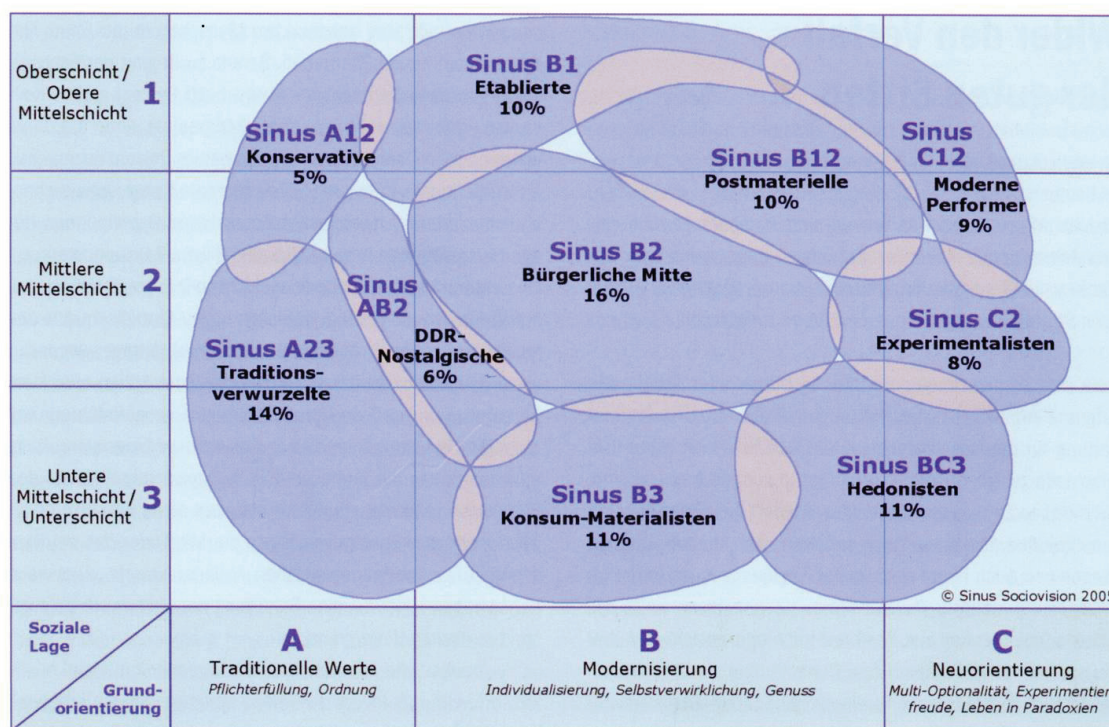 Oberschicht /
Obere
Mittelschicht
1
Sinus B1
Etablierte
10%
Sinus A12
Konservative
5%
Sinus B12
Postmaterielle
10%
Sinus
C12
Moderne
Performer
9%
Mittlere
Mittelschicht
2
Sinus B2
Bürgerliche Mitte
16%
Sinus
AB2
DDR-
Nostalgische
6%
Sinus A23
Traditions-
verwurzelte
14%
Sinus C2
Experimentalisten
8%
Untere
Mittelschicht /
Unterschicht
3
Sinus B3
Konsum-Materialisten
11%
Sinus BC3
Hedonisten
11%
© Sinus Sociovision 2005
Soziale
Lage
Grund-
orientierung
A
Traditionelle Werte
Pflichterfüllung, Ordnung
B
Modernisierung
Individualisierung, Selbstverwirklichung, Genuss
C
Neuorientierung
Multi-Optionalität, Experimentier
freude, Leben in Paradoxien